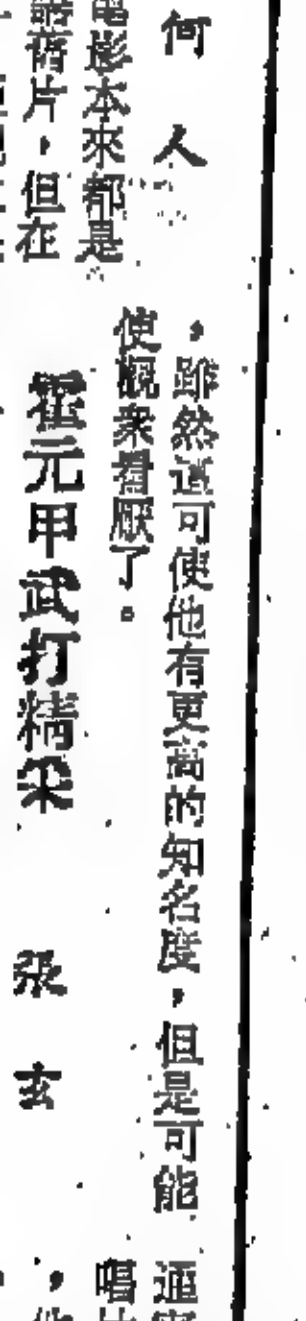 何人
電影本來都是
舊片，但在
，雖然這可使他有更高的知名度，但是可能
使觀衆看厭了。
霍元甲武打精采
張玄
唱
，他